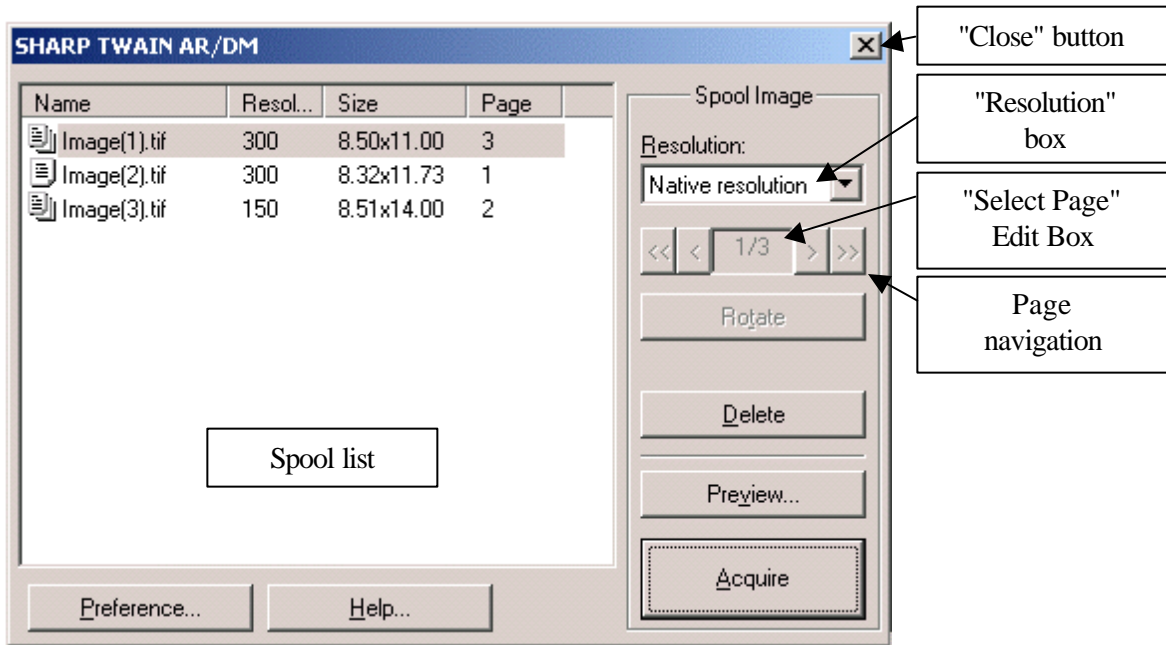 SHARP TWAIN AR/DM
"Close" button
Name Resol... Size Page
Image(1).tif 300 8.50x11.00 3
Image(2).tif 300 8.32x11.73 1
Image(3).tif 150 8.51x14.00 2
Spool list
Preference...
Help...
Spool Image
Resolution:
Native resolution
<< < 1/3 > >>
Rotate
Delete
Preview...
Acquire
"Resolution"
box
"Select Page"
Edit Box
Page
navigation